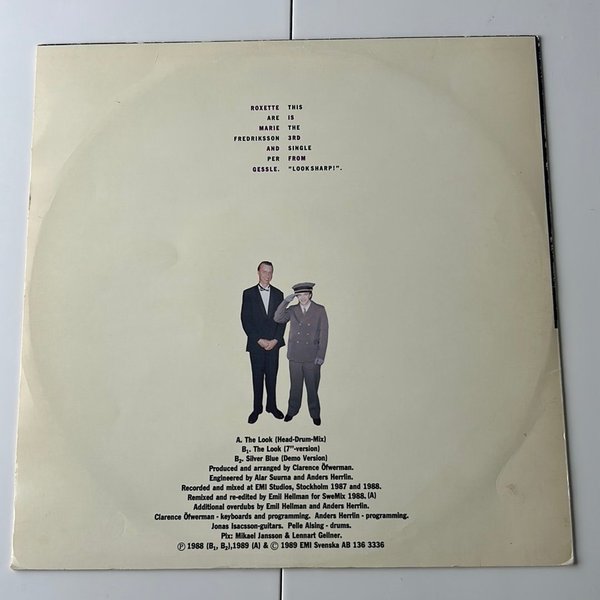 ROXETTE THIS
ARE IS
MARIE THE
FREDRIKSSON 3RD
AND SINGLE
PER FROM
GESSLE. "LOOK SHARP!".
A. The Look (Head-Drum-Mix)
B1. The Look (7"-version)
B2. Silver Blue (Demo Version)
Produced and arranged by Clarence Öfwerman.
Engineered by Alar Suurna and Anders Herrlin.
Recorded and mixed at EMI Studios, Stockholm 1987 and 1988.
Remixed and re-edited by Emil Hellman for SweMix 1988. (A)
Additional overdubs by Emil Hellman and Anders Herrlin.
Clarence Öfwerman - keyboards and programming. Anders Herrlin - programming.
Jonas Isacsson-guitars. Pelle Alsing - drums.
Pix: Mikael Jansson & Lennart Gellner.
Ⓟ 1988 (B1, B2),1989 (A) & © 1989 EMI Svenska AB 136 3336